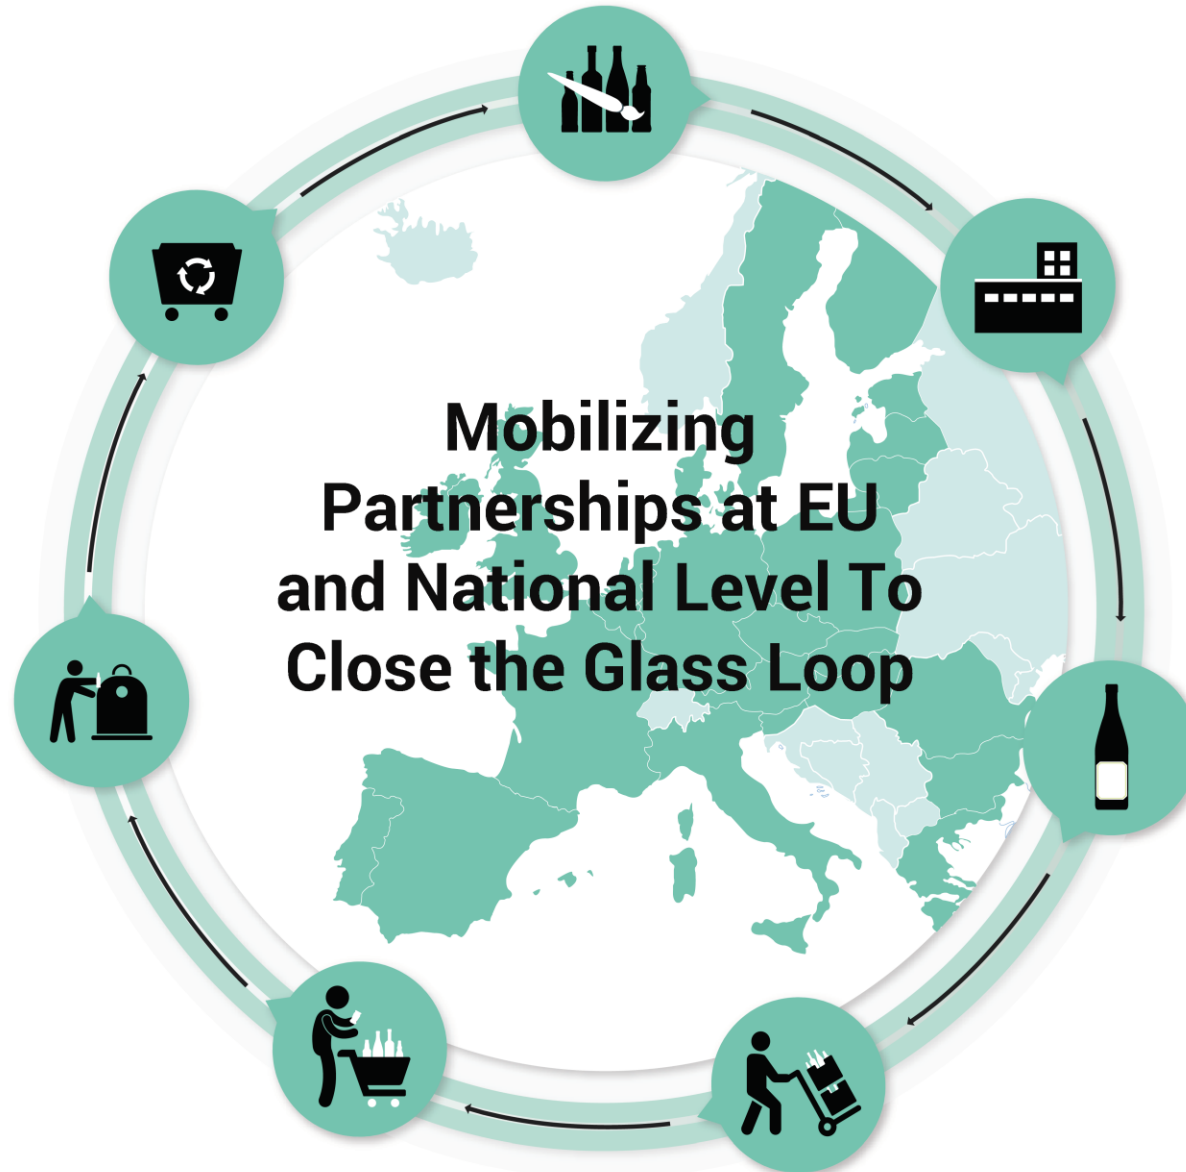 Mobilizing
Partnerships at EU
and National Level To
Close the Glass Loop